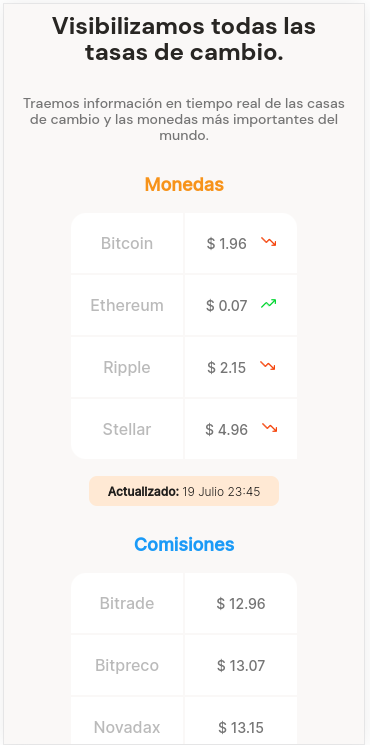 Visibilizamos todas las
tasas de cambio.
Traemos información en tiempo real de las casas
de cambio y las monedas más importantes del
mundo.
Monedas
Bitcoin $ 1.96
Ethereum $ 0.07
Ripple $ 2.15
Stellar $ 4.96
Actualizado: 19 Julio 23:45
Comisiones
Bitrade $ 12.96
Bitpreco $ 13.07
Novadax $ 13.15